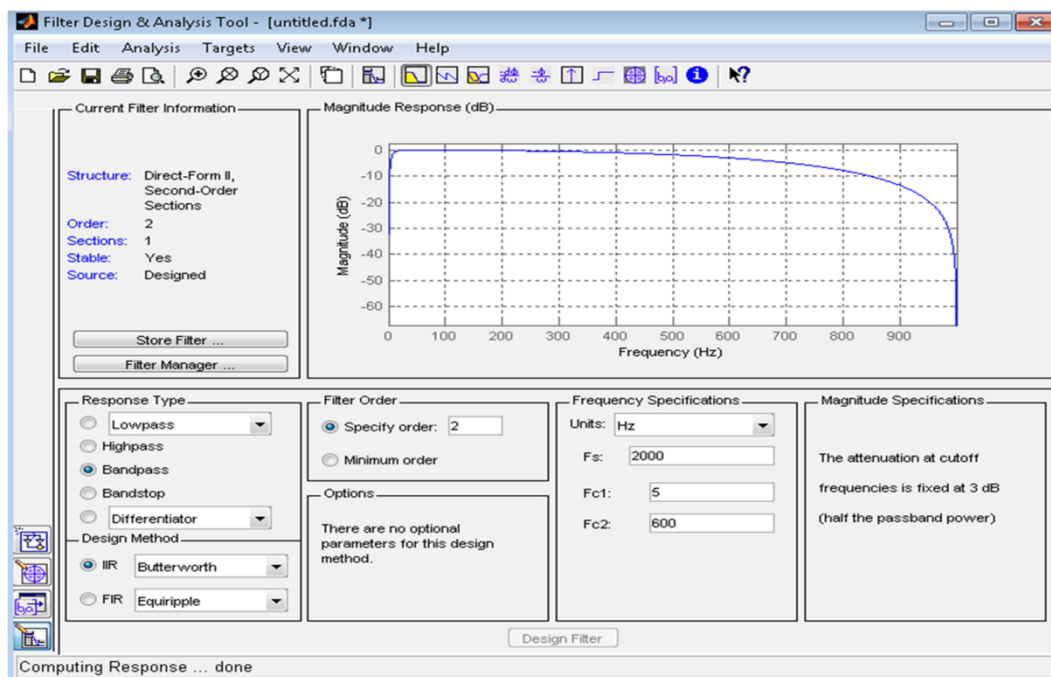 Filter Design & Analysis Tool - [untitled.fda *]
File Edit Analysis Targets View Window Help
Current Filter Information
Structure: Direct-Form II,
Second-Order
Sections
Order: 2
Sections: 1
Stable: Yes
Source: Designed
Store Filter ...
Filter Manager ...
Magnitude Response (dB)
Magnitude (dB)
0
-10
-20
-30
-40
-50
-60
0 100 200 300 400 500 600 700 800 900
Frequency (Hz)
Response Type
Lowpass
Highpass
Bandpass
Bandstop
Differentiator
Design Method
IIR Butterworth
FIR Equiripple
Filter Order
Specify order: 2
Minimum order
Options
There are no optional
parameters for this design
method.
Frequency Specifications
Units: Hz
Fs: 2000
Fc1: 5
Fc2: 600
Magnitude Specifications
The attenuation at cutoff
frequencies is fixed at 3 dB
(half the passband power)
Design Filter
Computing Response ... done